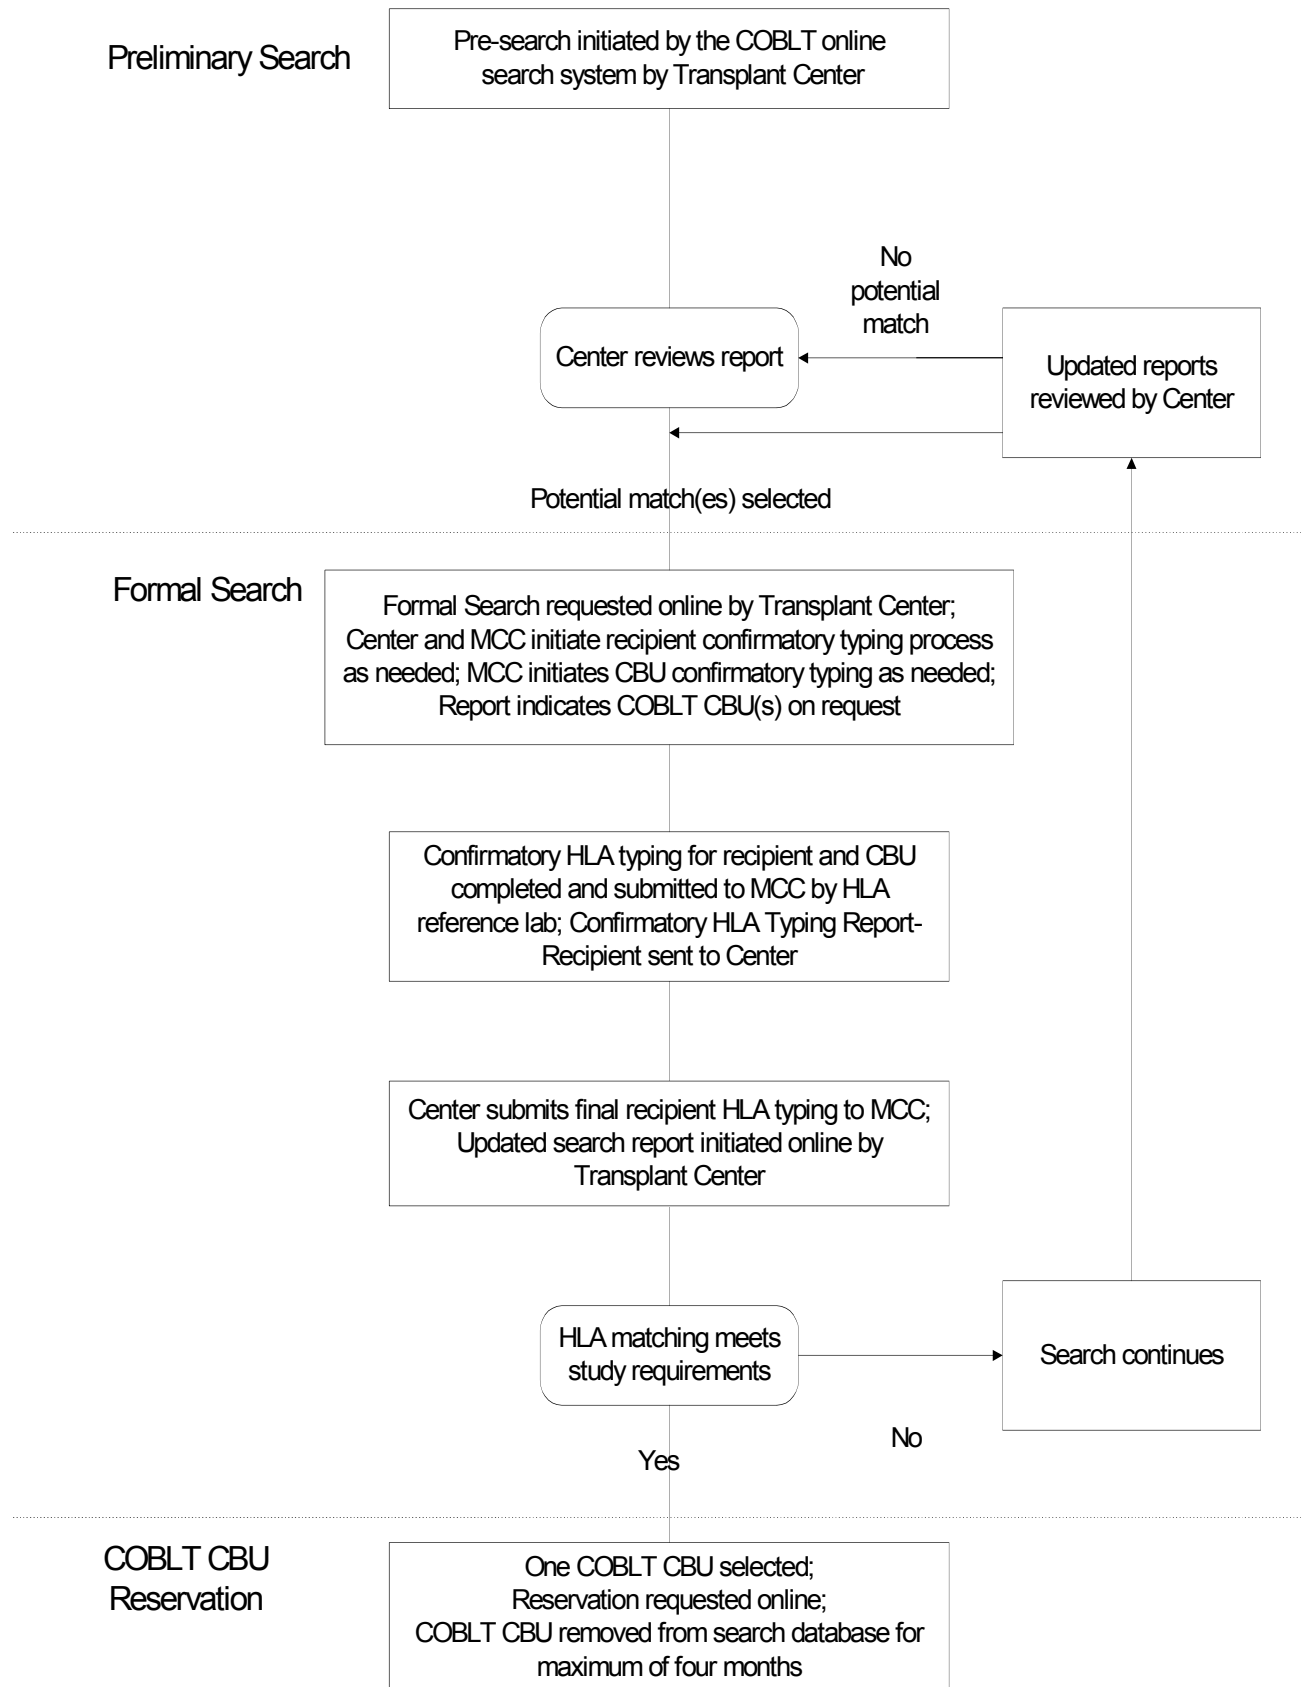 Preliminary Search
Pre-search initiated by the COBLT online
search system by Transplant Center
No
potential
match
Center reviews report
Updated reports
reviewed by Center
Potential match(es) selected
Formal Search
Formal Search requested online by Transplant Center;
Center and MCC initiate recipient confirmatory typing process
as needed; MCC initiates CBU confirmatory typing as needed;
Report indicates COBLT CBU(s) on request
Confirmatory HLA typing for recipient and CBU
completed and submitted to MCC by HLA
reference lab; Confirmatory HLA Typing Report-
Recipient sent to Center
Center submits final recipient HLA typing to MCC;
Updated search report initiated online by
Transplant Center
HLA matching meets
study requirements
Search continues
No
Yes
COBLT CBU
Reservation
One COBLT CBU selected;
Reservation requested online;
COBLT CBU removed from search database for
maximum of four months